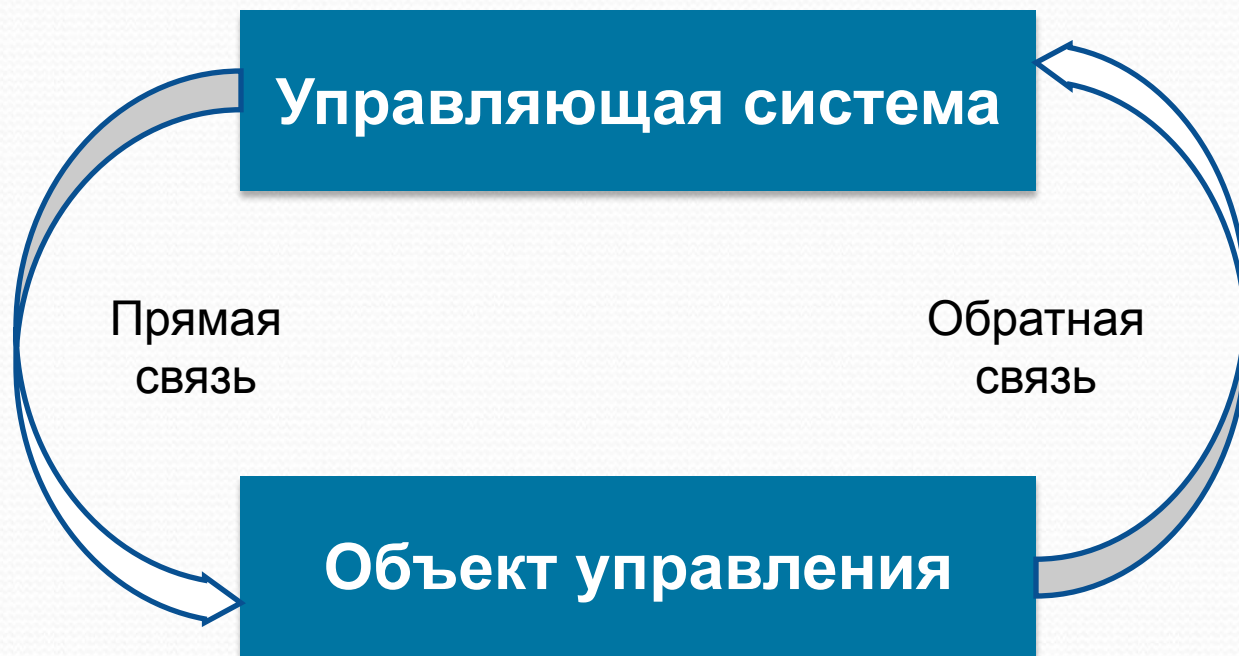 Управляющая система
Прямая
связь
Обратная
связь
Объект управления